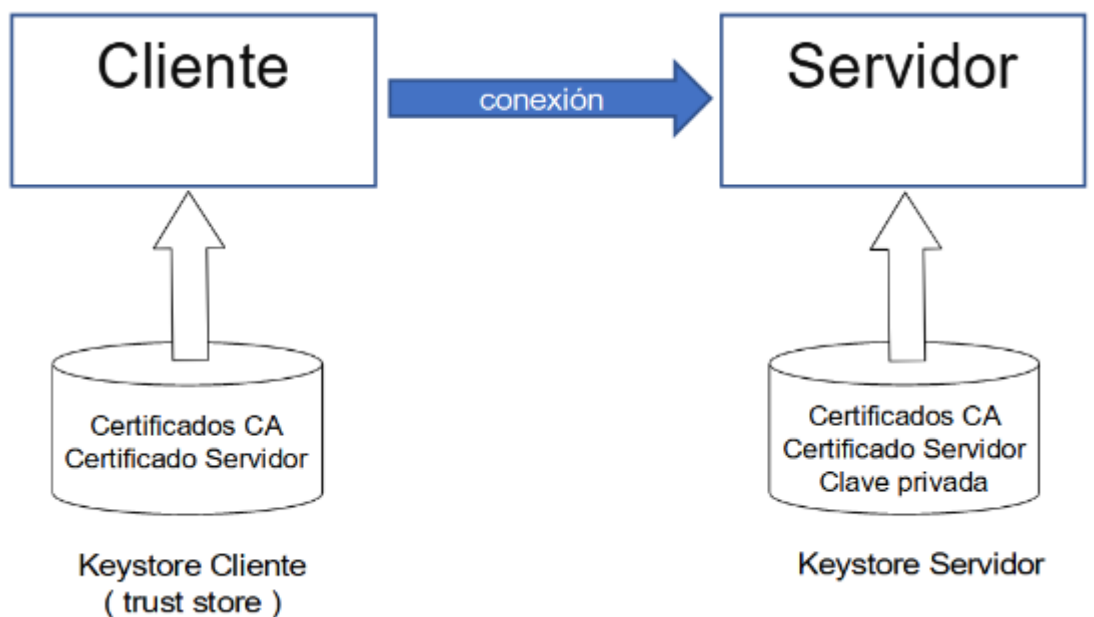 Cliente
conexión
Servidor
Certificados CA
Certificado Servidor
Keystore Cliente
( trust store )
Certificados CA
Certificado Servidor
Clave privada
Keystore Servidor